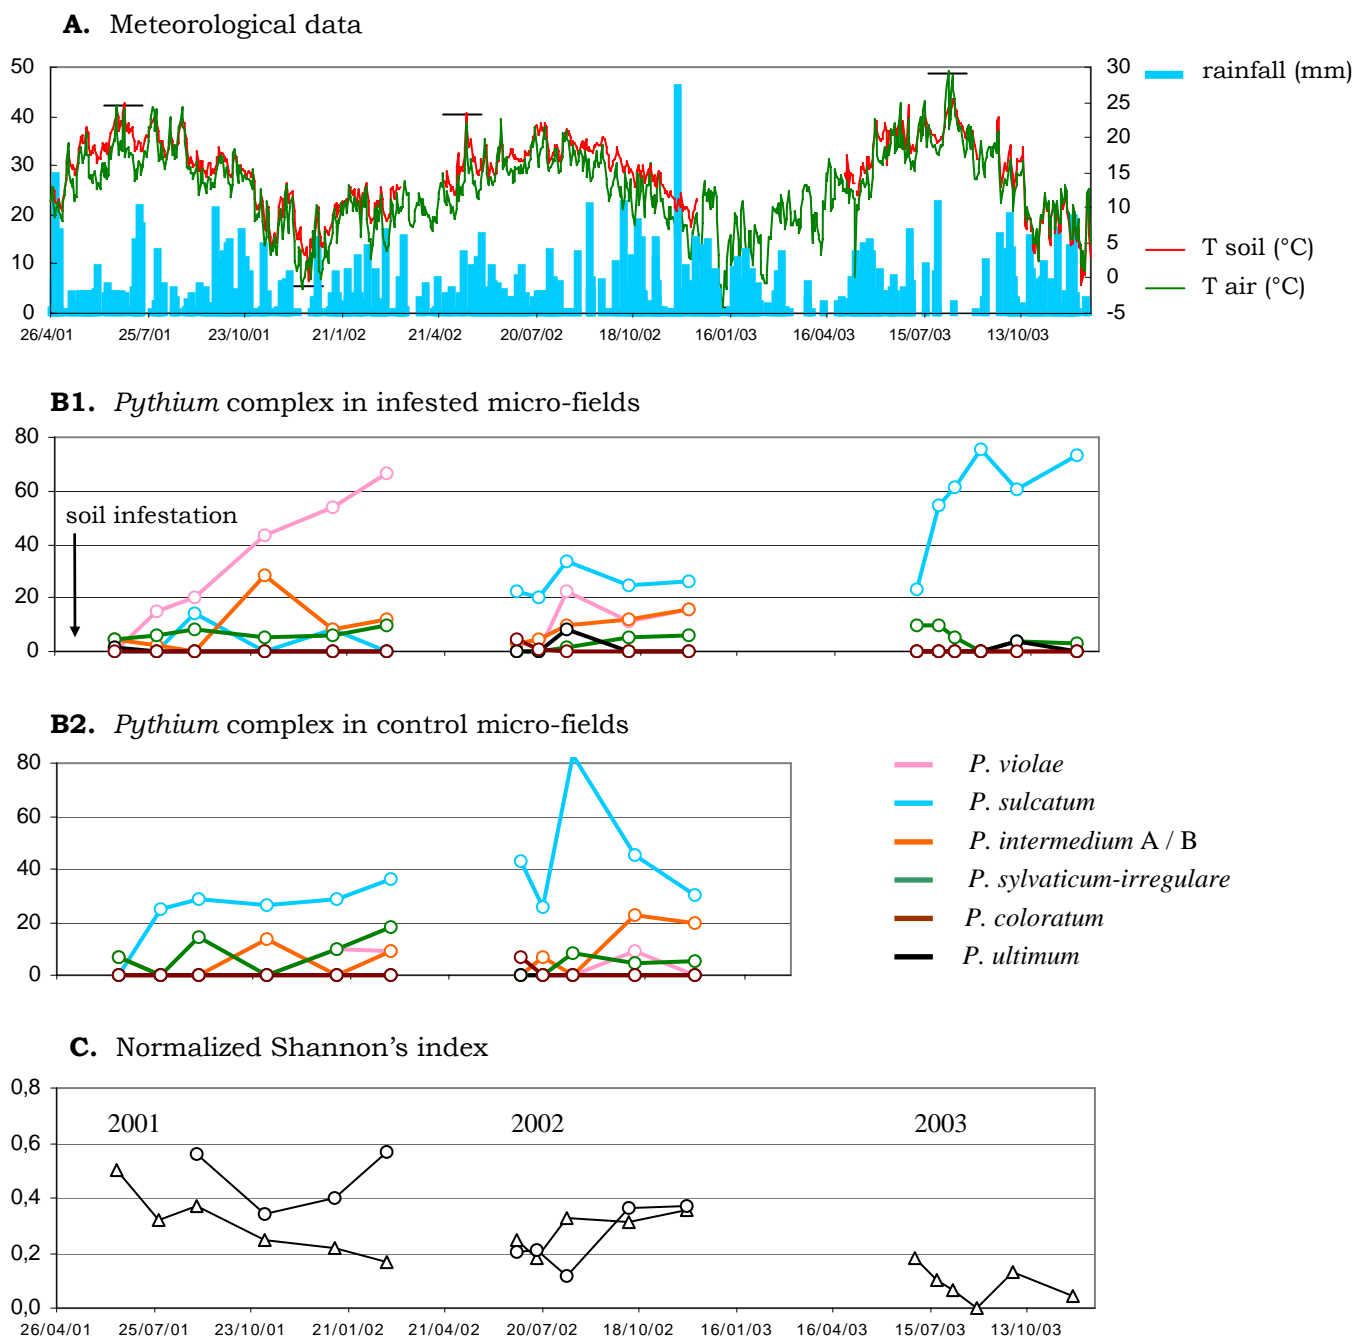 A. Meteorological data
50
40
30
20
10
0
30
25
20
15
10
5
0
-5
26/4/01 25/7/01 23/10/01 21/1/02 21/4/02 20/07/02 18/10/02 16/01/03 16/04/03 15/07/03 13/10/03
rainfall (mm)
T soil (°C)
T air (°C)
B1. Pythium complex in infested micro-fields
80
60
40
20
0
soil infestation
B2. Pythium complex in control micro-fields
80
60
40
20
0
P. violae
P. sulcatum
P. intermedium A / B
P. sylvaticum-irregulare
P. coloratum
P. ultimum
C. Normalized Shannon's index
0,8
0,6
0,4
0,2
0,0
2001 2002 2003
26/04/01 25/07/01 23/10/01 21/01/02 21/04/02 20/07/02 18/10/02 16/01/03 16/04/03 15/07/03 13/10/03